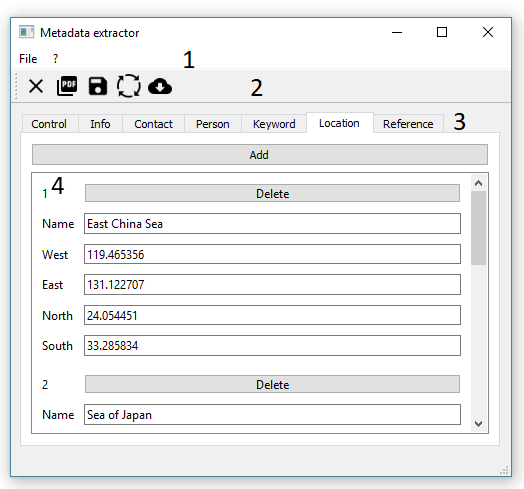 Metadata extractor
File ? 1
PDF 2
Control Info Contact Person Keyword Location Reference 3
Add
1 4 Delete
Name East China Sea
West 119.465356
East 131.122707
North 24.054451
South 33.285834
2 Delete
Name Sea of Japan